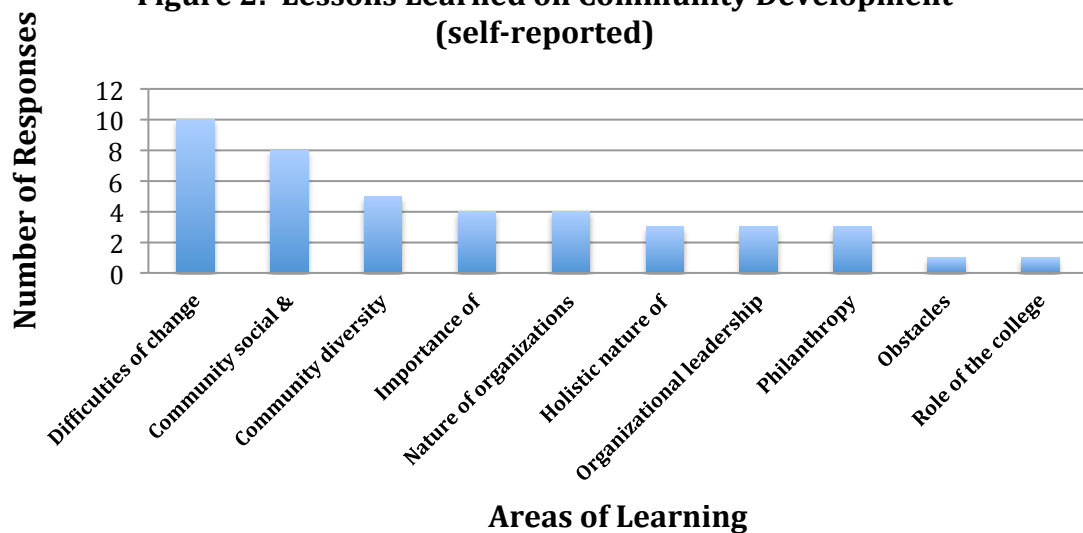 Figure 2: Lessons Learned on Community Development
(self-reported)
Number of Responses
12
10
8
6
4
2
0
Difficulties of change
Community social &
Community diversity
Importance of
Nature of organizations
Holistic nature of
Organizational leadership
Philanthropy
Obstacles
Role of the college
Areas of Learning